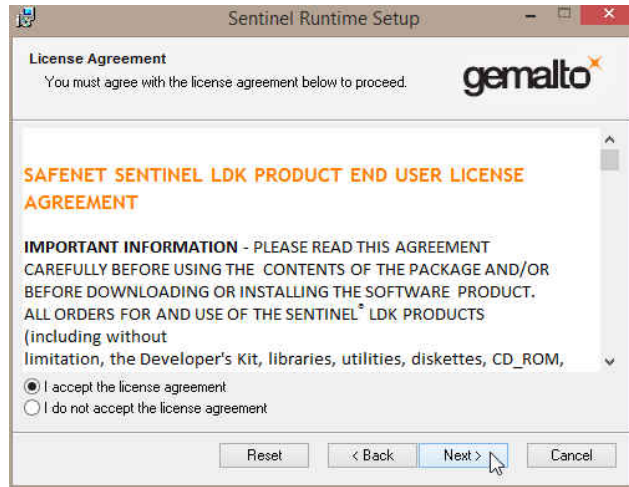 Sentinel Runtime Setup
License Agreement
You must agree with the license agreement below to proceed.
gemalto
SAFENET SENTINEL LDK PRODUCT END USER LICENSE
AGREEMENT
IMPORTANT INFORMATION - PLEASE READ THIS AGREEMENT
CAREFULLY BEFORE USING THE CONTENTS OF THE PACKAGE AND/OR
BEFORE DOWNLOADING OR INSTALLING THE SOFTWARE PRODUCT.
ALL ORDERS FOR AND USE OF THE SENTINEL® LDK PRODUCTS
(including without
limitation, the Developer's Kit, libraries, utilities, diskettes, CD_ROM,
I accept the license agreement
I do not accept the license agreement
Reset < Back Next > Cancel